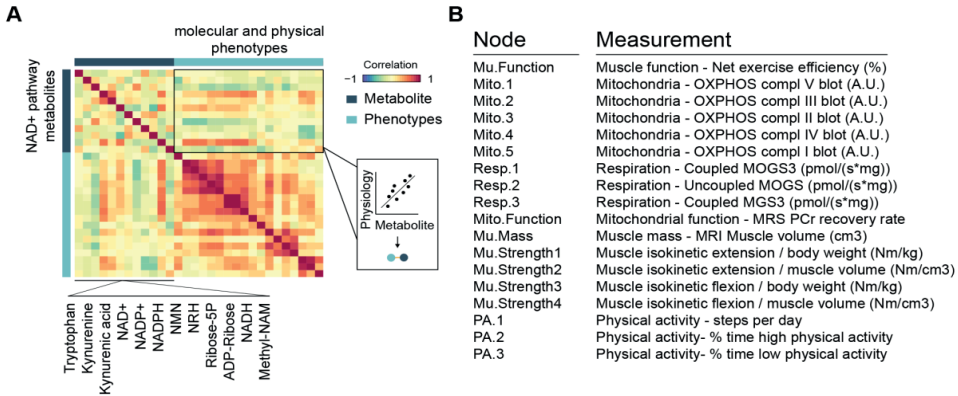 A
molecular and physical
phenotypes
NAD+ pathway
metabolites
Correlation
−1 1
Metabolite
Phenotypes
Physiology
Metabolite
Tryptophan
Kynurenine
Kynurenic acid
NAD+
NADP+
NADPH
NMN
NRH
Ribose-5P
ADP-Ribose
NADH
Methyl-NAM
B
Node Measurement
Mu.Function Muscle function - Net exercise efficiency (%)
Mito.1 Mitochondria - OXPHOS compl V blot (A.U.)
Mito.2 Mitochondria - OXPHOS compl III blot (A.U.)
Mito.3 Mitochondria - OXPHOS compl II blot (A.U.)
Mito.4 Mitochondria - OXPHOS compl IV blot (A.U.)
Mito.5 Mitochondria - OXPHOS compl I blot (A.U.)
Resp.1 Respiration - Coupled MOGS3 (pmol/(s*mg))
Resp.2 Respiration - Uncoupled MOGS (pmol/(s*mg))
Resp.3 Respiration - Coupled MGS3 (pmol/(s*mg))
Mito.Function Mitochondrial function - MRS PCr recovery rate
Mu.Mass Muscle mass - MRI Muscle volume (cm3)
Mu.Strength1 Muscle isokinetic extension / body weight (Nm/kg)
Mu.Strength2 Muscle isokinetic extension / muscle volume (Nm/cm3)
Mu.Strength3 Muscle isokinetic flexion / body weight (Nm/kg)
Mu.Strength4 Muscle isokinetic flexion / muscle volume (Nm/cm3)
PA.1 Physical activity - steps per day
PA.2 Physical activity- % time high physical activity
PA.3 Physical activity- % time low physical activity